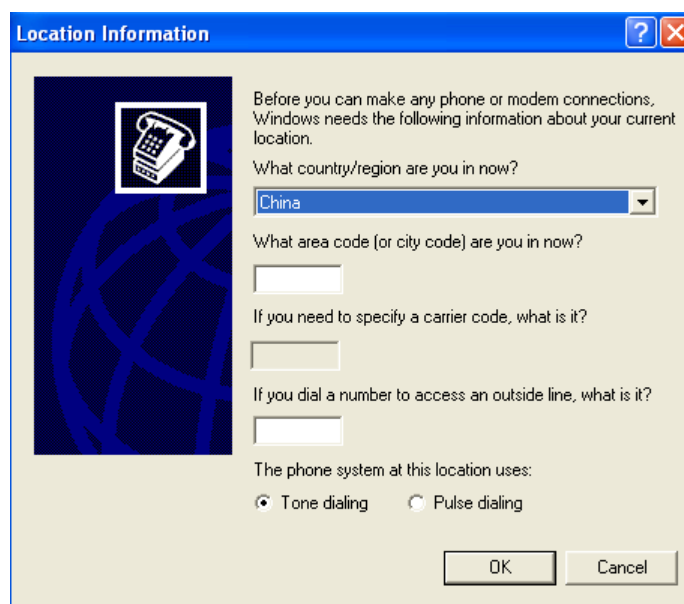 Location Information
Before you can make any phone or modem connections,
Windows needs the following information about your current
location.
What country/region are you in now?
China
What area code (or city code) are you in now?
If you need to specify a carrier code, what is it?
If you dial a number to access an outside line, what is it?
The phone system at this location uses:
Tone dialing Pulse dialing
OK Cancel